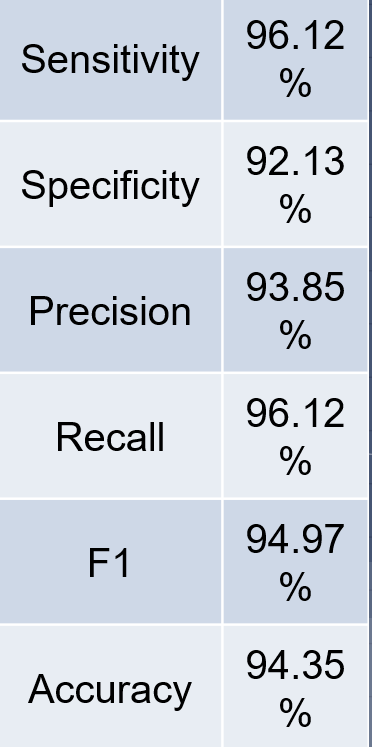 Sensitivity
96.12
%
Specificity
92.13
%
Precision
93.85
%
Recall
96.12
%
F1
94.97
%
Accuracy
94.35
%